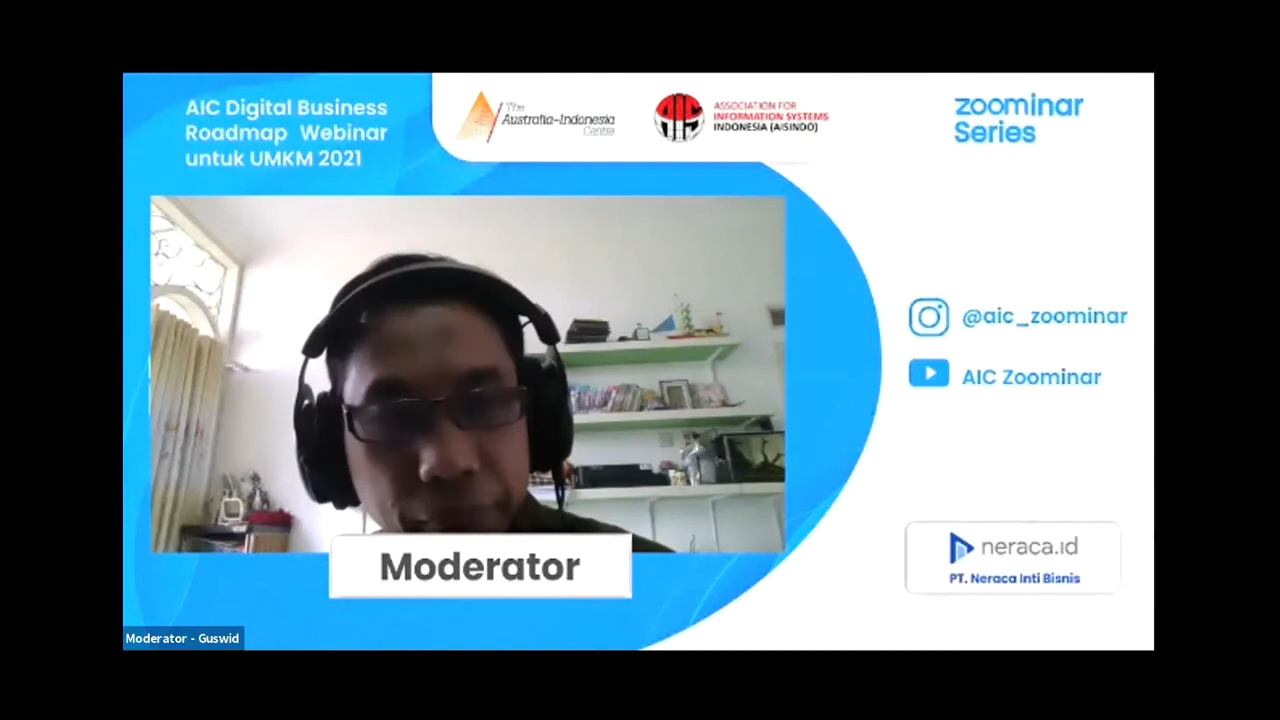 AIC Digital Business
Roadmap Webinar
untuk UMKM 2021
The
Australia-Indonesia
Centre
AIS
ASSOCIATION FOR
INFORMATION SYSTEMS
INDONESIA (AISINDO)
zoominar
Series
@aic_zoominar
AIC Zoominar
Moderator
neraca.id
PT. Neraca Inti Bisnis
Moderator - Guswid